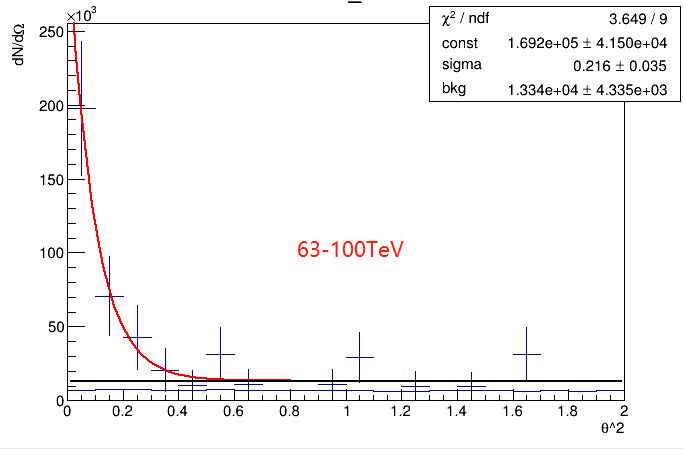 ×10³
dN/dΩ
250
200
150
100
50
0
χ² / ndf 3.649 / 9
const 1.692e+05 ± 4.150e+04
sigma 0.216 ± 0.035
bkg 1.334e+04 ± 4.335e+03
63-100TeV
0 0.2 0.4 0.6 0.8 1 1.2 1.4 1.6 1.8 2
θ^2